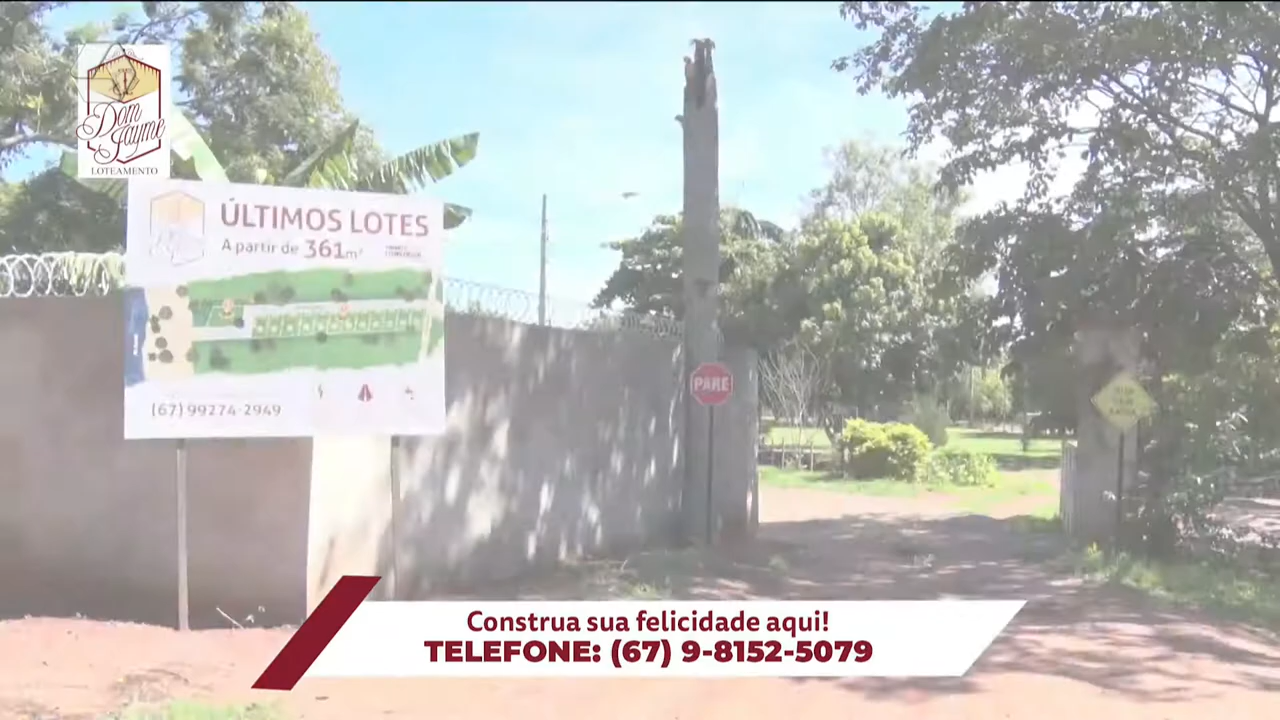 Dom
Jayme
LOTEAMENTO
ÚLTIMOS LOTES
A partir de 361m²
(67) 99274-2949
PARE
Construa sua felicidade aqui!
TELEFONE: (67) 9-8152-5079